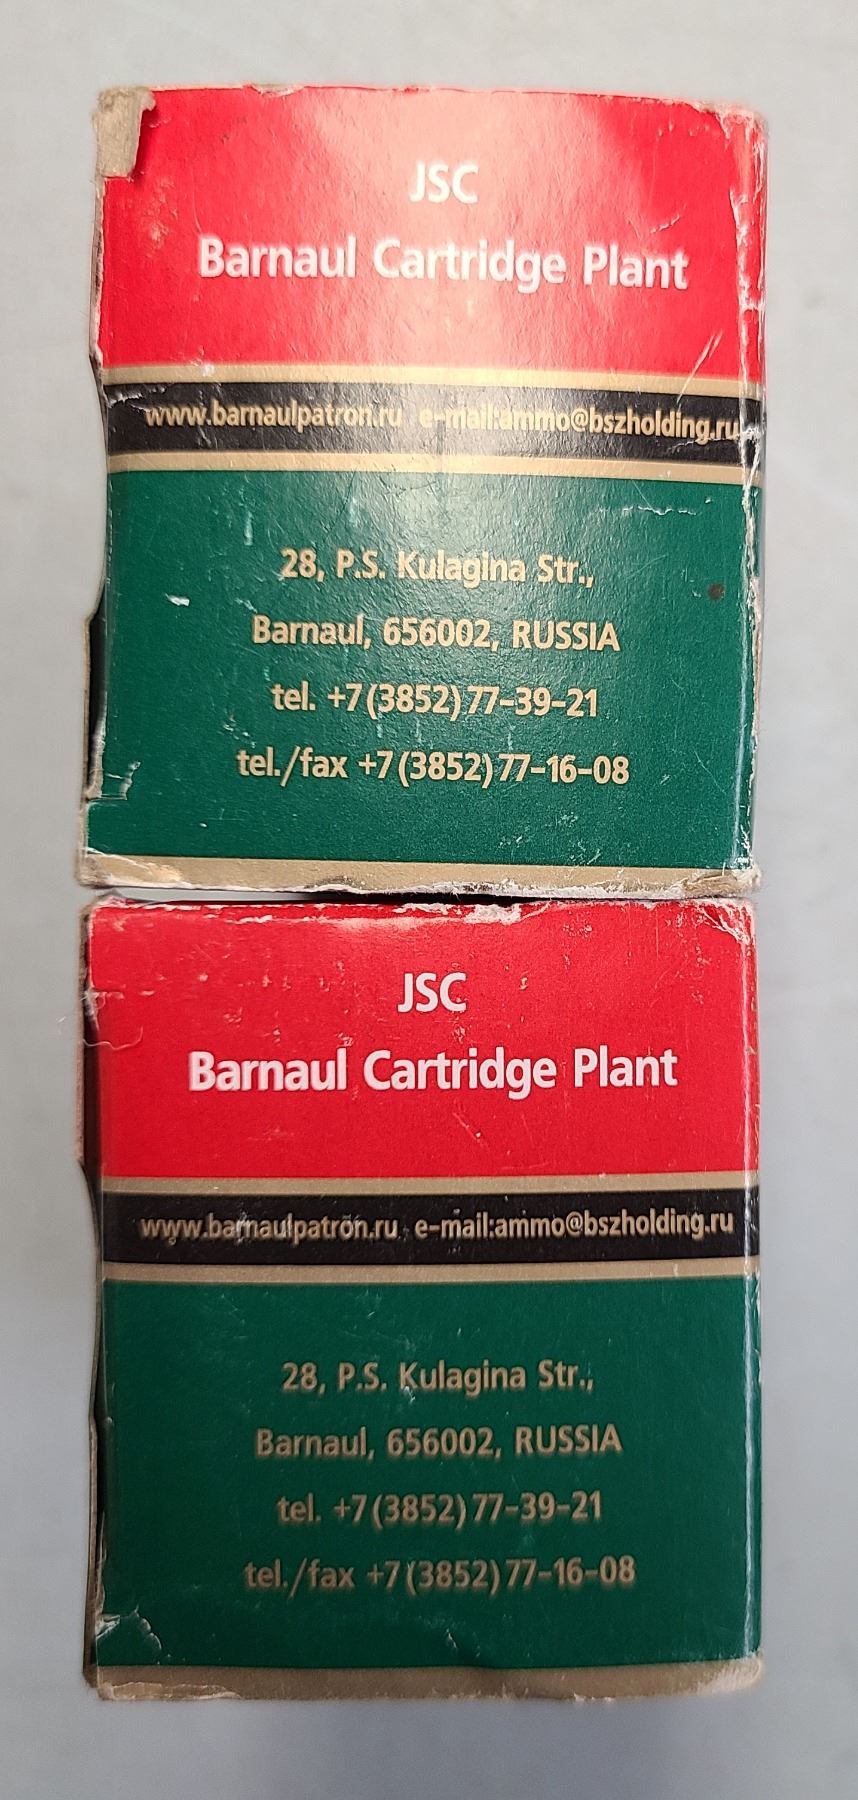 JSC
Barnaul Cartridge Plant
www.barnaulpatron.ru e-mail:ammo@bszholding.ru
28, P.S. Kulagina Str.,
Barnaul, 656002, RUSSIA
tel. +7(3852)77-39-21
tel./fax +7(3852)77-16-08
JSC
Barnaul Cartridge Plant
www.barnaulpatron.ru e-mail:ammo@bszholding.ru
28, P.S. Kulagina Str.,
Barnaul, 656002, RUSSIA
tel. +7(3852)77-39-21
tel./fax +7(3852)77-16-08